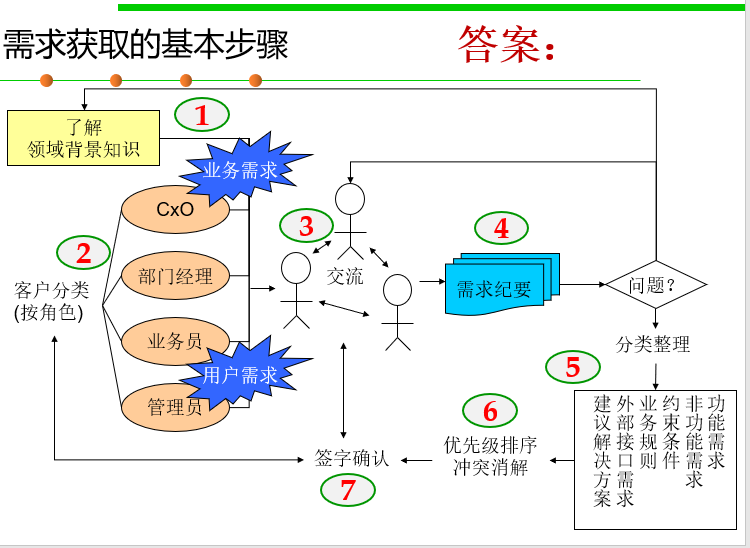 需求获取的基本步骤
答案：
1
了解
领域背景知识
业务需求
CxO
2
客户分类
(按角色)
部门经理
业务员
用户需求
管理员
3
交流
4
需求纪要
问题？
分类整理
5
功能需求
非功能需求
约束条件
业务规则
外部接口需求
建议解决方案
6
优先级排序
冲突消解
签字确认
7